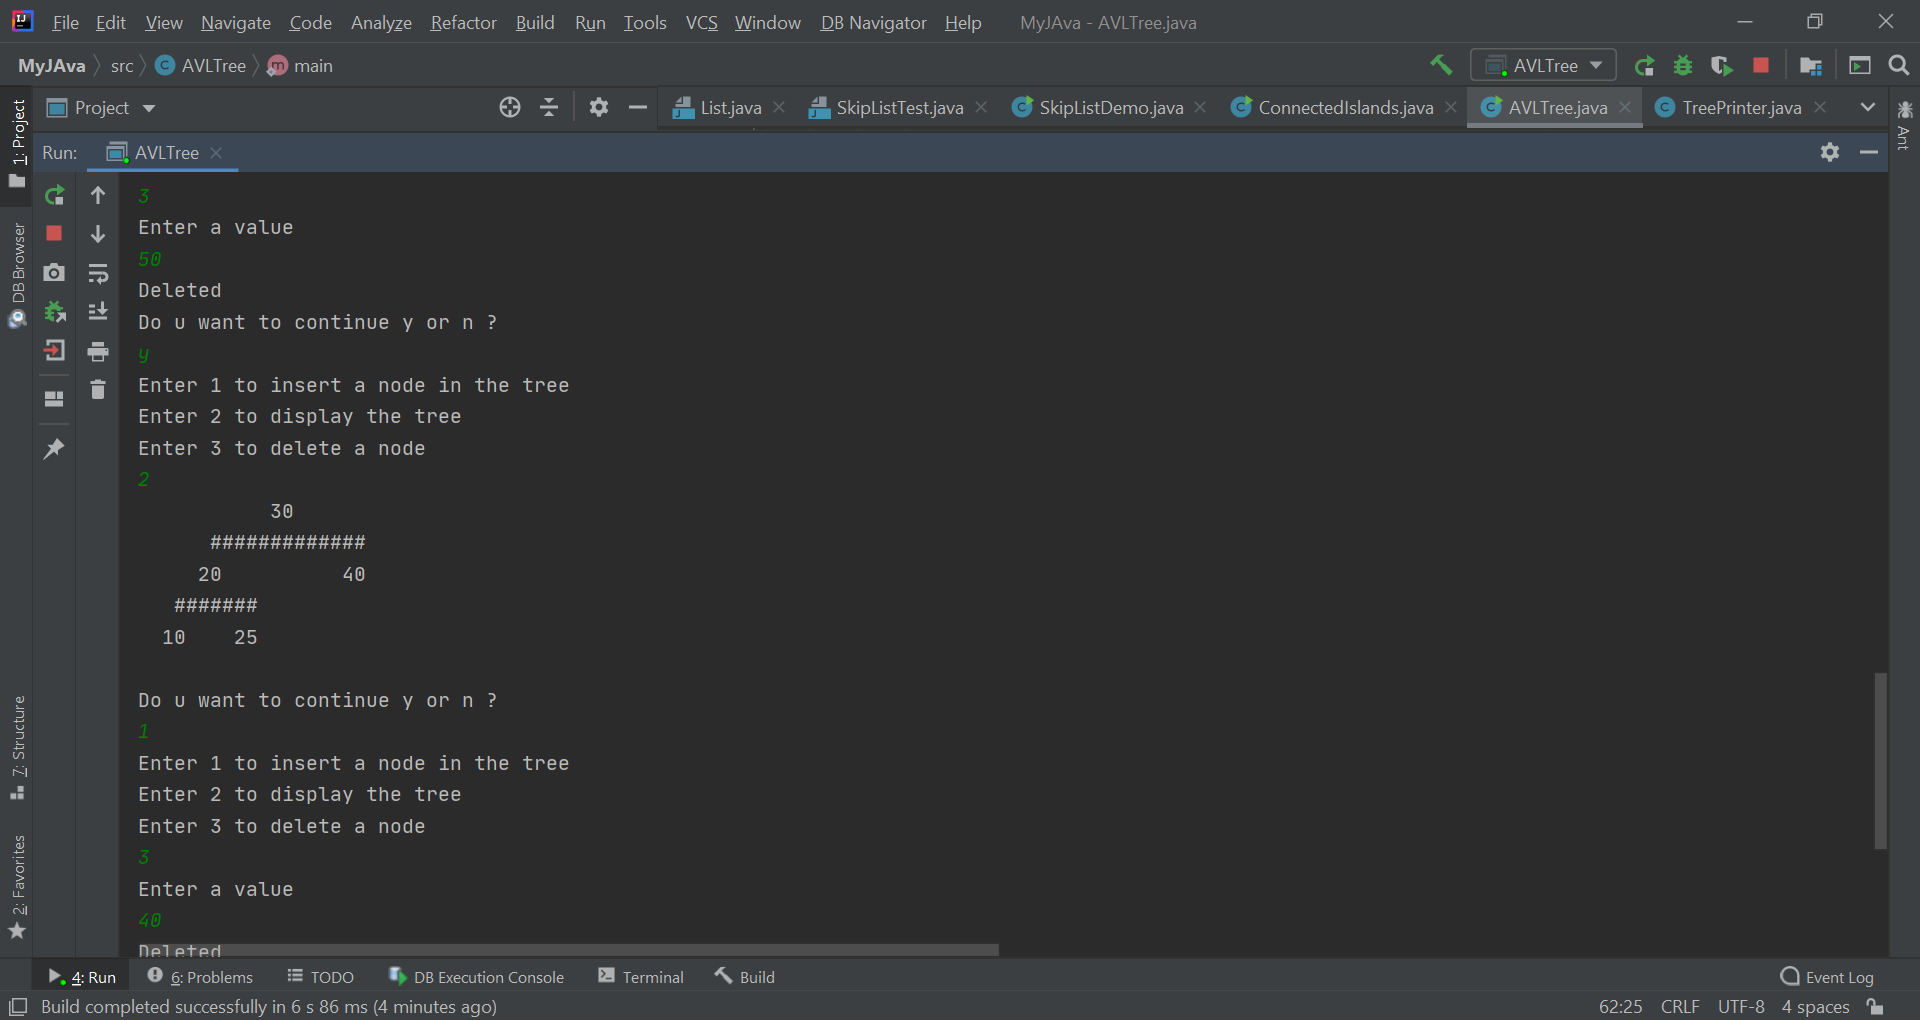 File Edit View Navigate Code Analyze Refactor Build Run Tools VCS Window DB Navigator Help MyJAva - AVLTree.java
MyJAva src AVLTree main AVLTree
1: Project
Project List.java SkipListTest.java SkipListDemo.java ConnectedIslands.java AVLTree.java TreePrinter.java
Ant
Run: AVLTree
DB Browser
7: Structure
2: Favorites
3
Enter a value
50
Deleted
Do u want to continue y or n ?
y
Enter 1 to insert a node in the tree
Enter 2 to display the tree
Enter 3 to delete a node
2
30
#############
20 40
#######
10 25
Do u want to continue y or n ?
1
Enter 1 to insert a node in the tree
Enter 2 to display the tree
Enter 3 to delete a node
3
Enter a value
40
Deleted
4: Run 6: Problems TODO DB Execution Console Terminal Build Event Log
Build completed successfully in 6 s 86 ms (4 minutes ago) 62:25 CRLF UTF-8 4 spaces